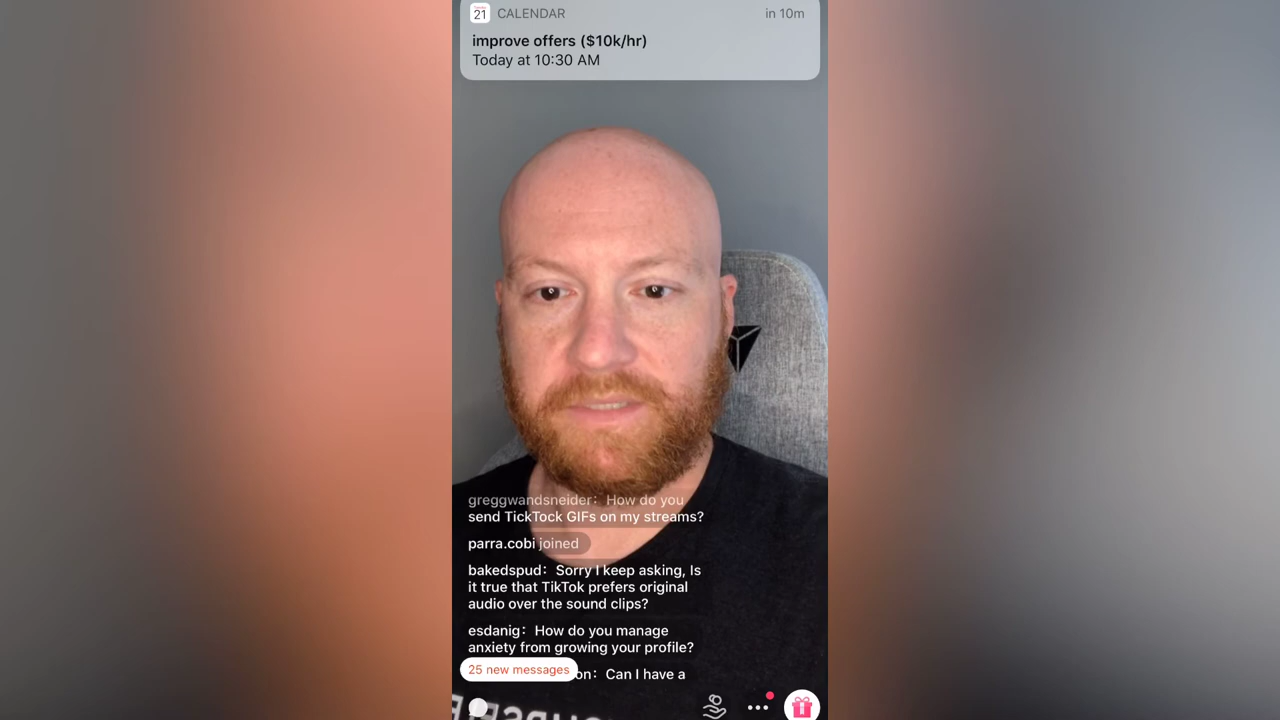 21 CALENDAR in 10m
improve offers ($10k/hr)
Today at 10:30 AM
greggwandsneider: How do you
send TickTock GIFs on my streams?
parra.cobi joined
bakedspud: Sorry I keep asking, Is
it true that TikTok prefers original
audio over the sound clips?
esdanig: How do you manage
anxiety from growing your profile?
25 new messages
on: Can I have a